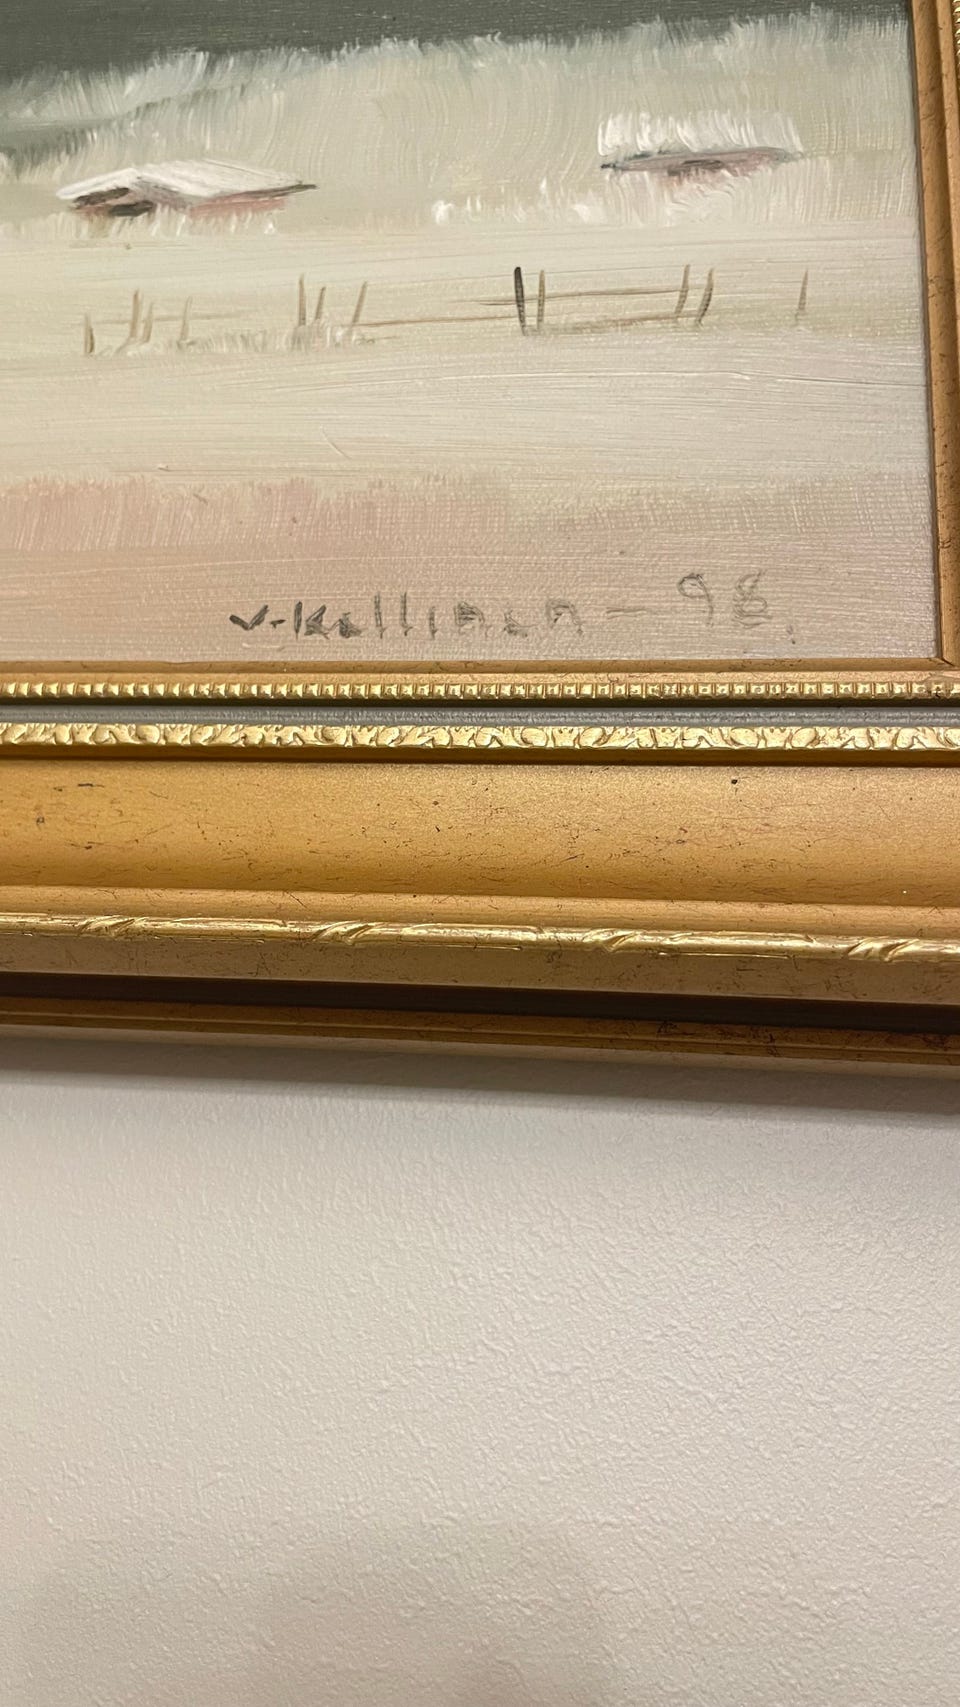 v. Kallinen - 98.